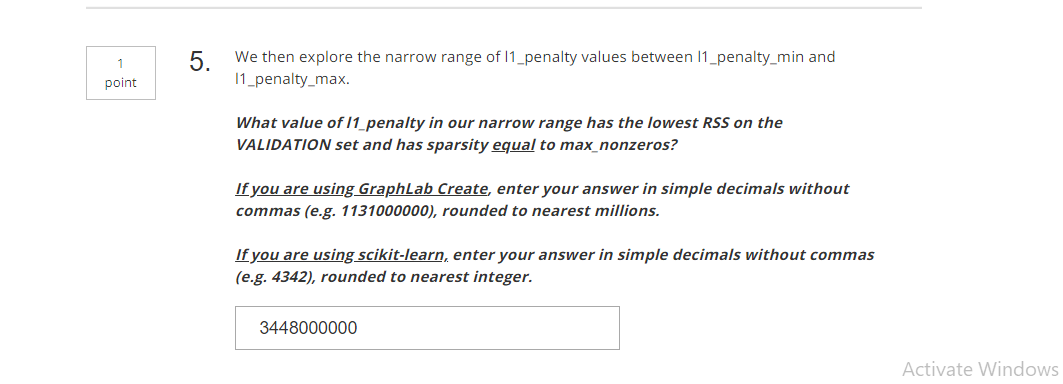 1
point
5.
We then explore the narrow range of l1_penalty values between l1_penalty_min and
l1_penalty_max.
What value of l1_penalty in our narrow range has the lowest RSS on the
VALIDATION set and has sparsity equal to max_nonzeros?
If you are using GraphLab Create, enter your answer in simple decimals without
commas (e.g. 1131000000), rounded to nearest millions.
If you are using scikit-learn, enter your answer in simple decimals without commas
(e.g. 4342), rounded to nearest integer.
3448000000
Activate Windows